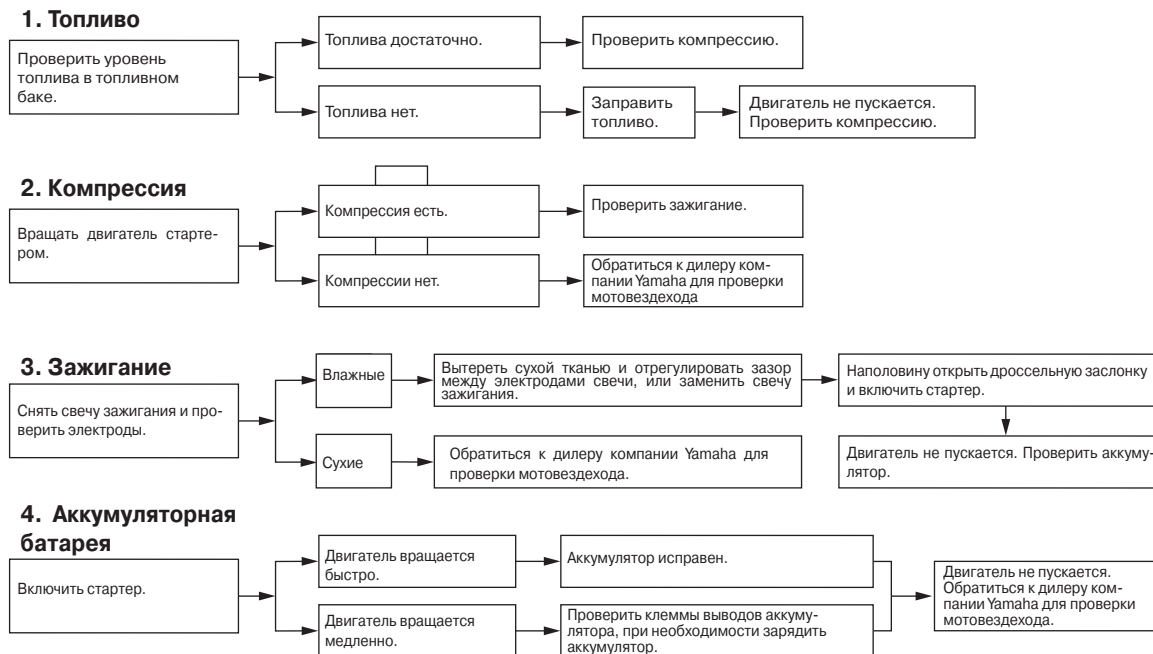 1. Топливо
Проверить уровень
топлива в топливном
баке.
Топлива достаточно.
Проверить компрессию.
Топлива нет.
Заправить
топливо.
Двигатель не пускается.
Проверить компрессию.
2. Компрессия
Вращать двигатель старте-
ром.
Компрессия есть.
Проверить зажигание.
Компрессии нет.
Обратиться к дилеру ком-
пании Yamaha для проверки
мотовездехода
3. Зажигание
Снять свечу зажигания и про-
верить электроды.
Влажные
Вытереть сухой тканью и отрегулировать зазор
между электродами свечи, или заменить свечу
зажигания.
Наполовину открыть дроссельную заслонку
и включить стартер.
Сухие
Обратиться к дилеру компании Yamaha для
проверки мотовездехода.
Двигатель не пускается. Проверить аккуму-
лятор.
4. Аккумуляторная
батарея
Включить стартер.
Двигатель вращается
быстро.
Аккумулятор исправен.
Двигатель вращается
медленно.
Проверить клеммы выводов аккуму-
лятора, при необходимости зарядить
аккумулятор.
Двигатель не пускается.
Обратиться к дилеру ком-
пании Yamaha для проверки
мотовездехода.